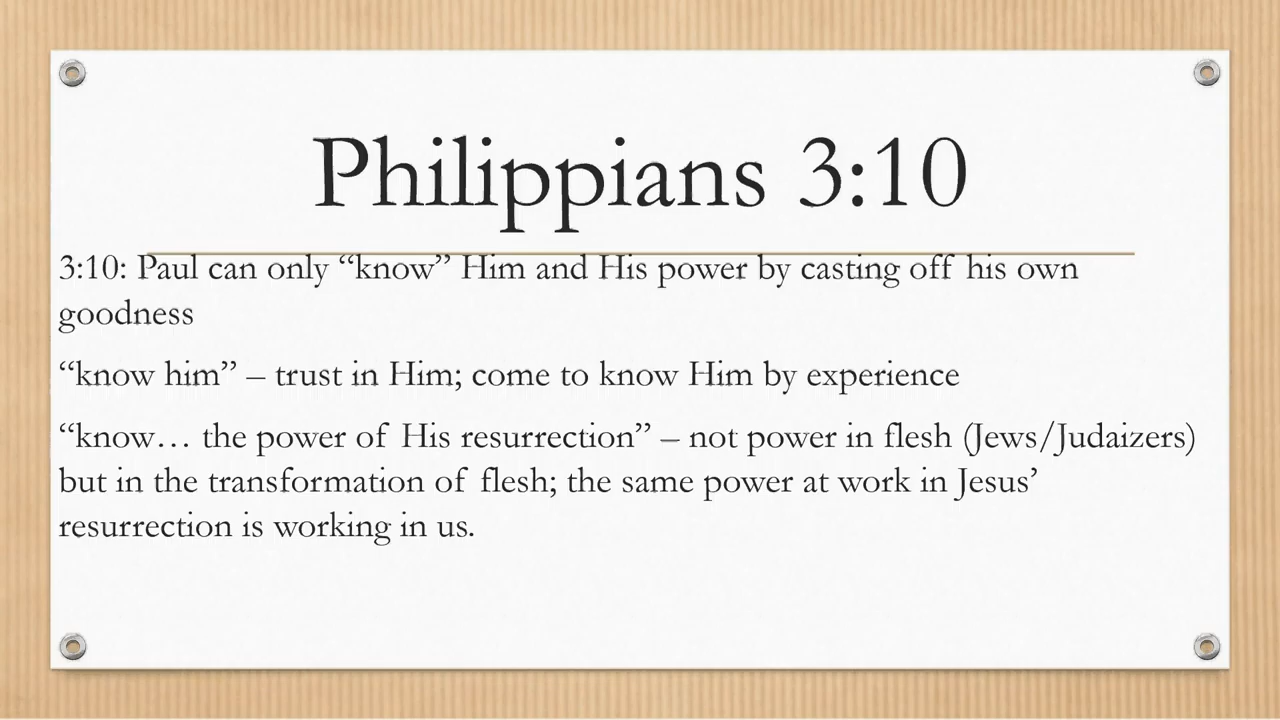 Philippians 3:10
3:10: Paul can only “know” Him and His power by casting off his own
goodness
“know him” – trust in Him; come to know Him by experience
“know… the power of His resurrection” – not power in flesh (Jews/Judaizers)
but in the transformation of flesh; the same power at work in Jesus’
resurrection is working in us.